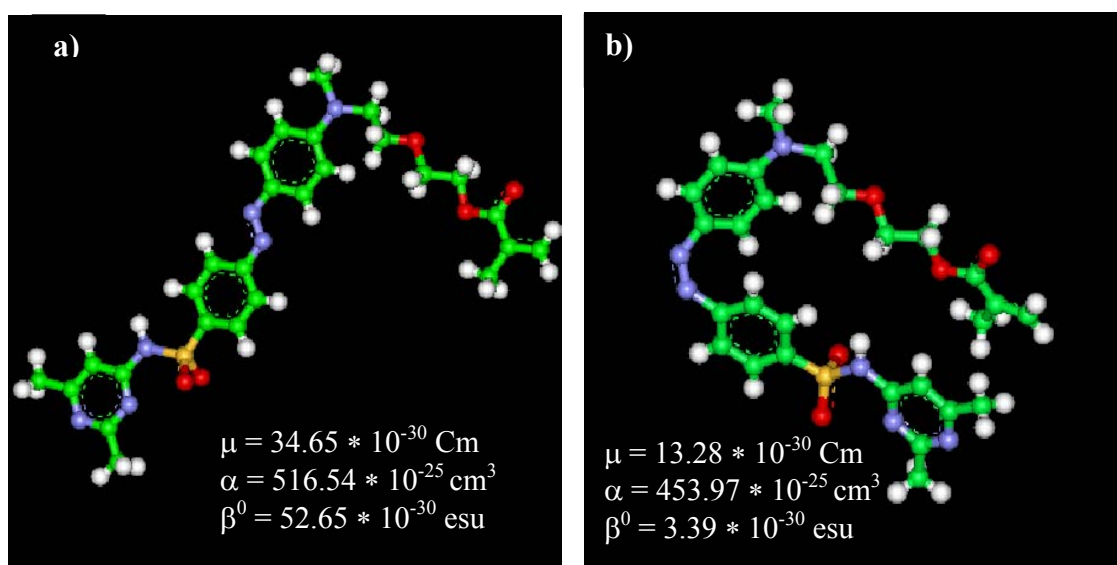 a)
μ = 34.65 * 10⁻³⁰ Cm
α = 516.54 * 10⁻²⁵ cm³
β⁰ = 52.65 * 10⁻³⁰ esu
b)
μ = 13.28 * 10⁻³⁰ Cm
α = 453.97 * 10⁻²⁵ cm³
β⁰ = 3.39 * 10⁻³⁰ esu